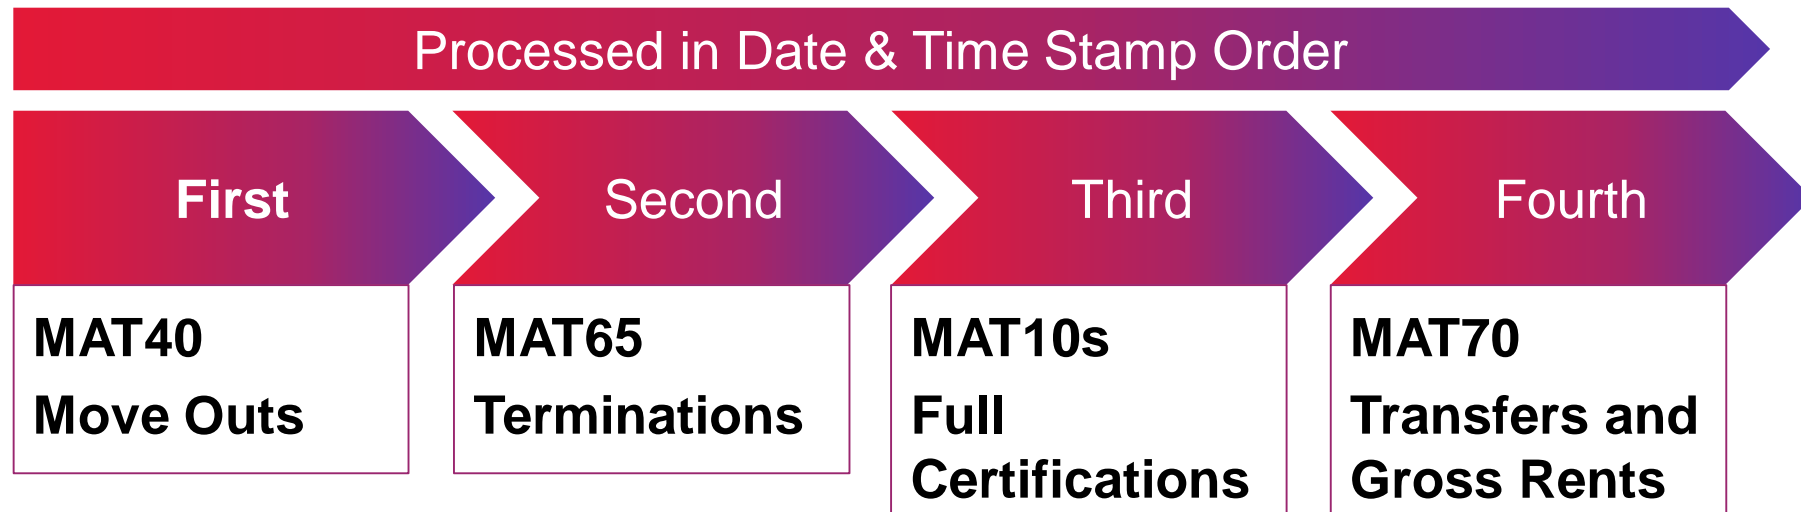 Processed in Date & Time Stamp Order
First
Second
Third
Fourth
MAT40
Move Outs
MAT65
Terminations
MAT10s
Full
Certifications
MAT70
Transfers and
Gross Rents